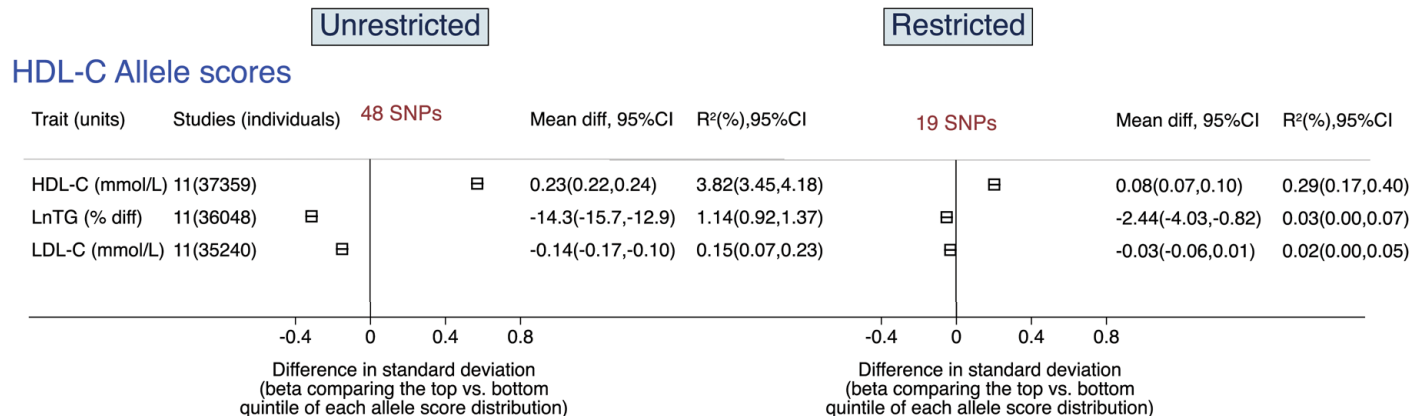 Unrestricted Restricted
HDL-C Allele scores
Trait (units) Studies (individuals) 48 SNPs Mean diff, 95%CI R²(%),95%CI 19 SNPs Mean diff, 95%CI R²(%),95%CI
HDL-C (mmol/L) 11(37359) 0.23(0.22,0.24) 3.82(3.45,4.18) 0.08(0.07,0.10) 0.29(0.17,0.40)
LnTG (% diff) 11(36048) -14.3(-15.7,-12.9) 1.14(0.92,1.37) -2.44(-4.03,-0.82) 0.03(0.00,0.07)
LDL-C (mmol/L) 11(35240) -0.14(-0.17,-0.10) 0.15(0.07,0.23) -0.03(-0.06,0.01) 0.02(0.00,0.05)
-0.4 0 0.4 0.8 -0.4 0 0.4 0.8
Difference in standard deviation Difference in standard deviation
(beta comparing the top vs. bottom (beta comparing the top vs. bottom
quintile of each allele score distribution) quintile of each allele score distribution)